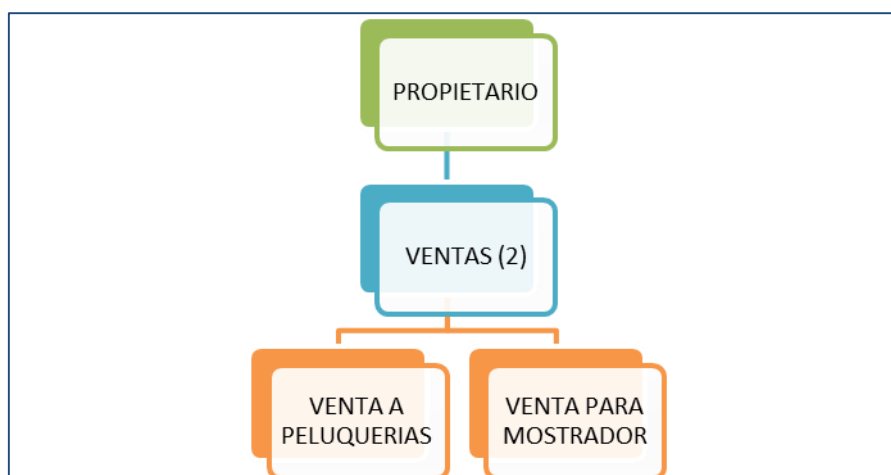 PROPIETARIO
VENTAS (2)
VENTA A
PELUQUERIAS
VENTA PARA
MOSTRADOR